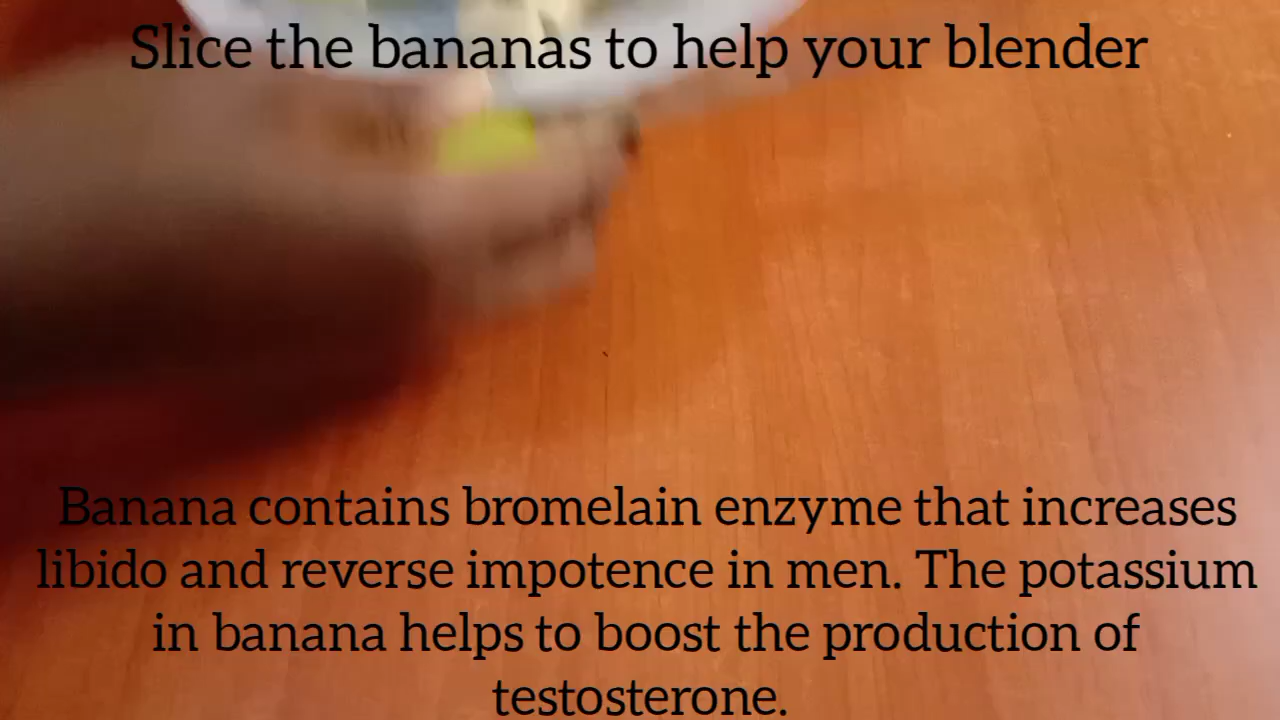 Slice the bananas to help your blender
Banana contains bromelain enzyme that increases
libido and reverse impotence in men. The potassium
in banana helps to boost the production of
testosterone.